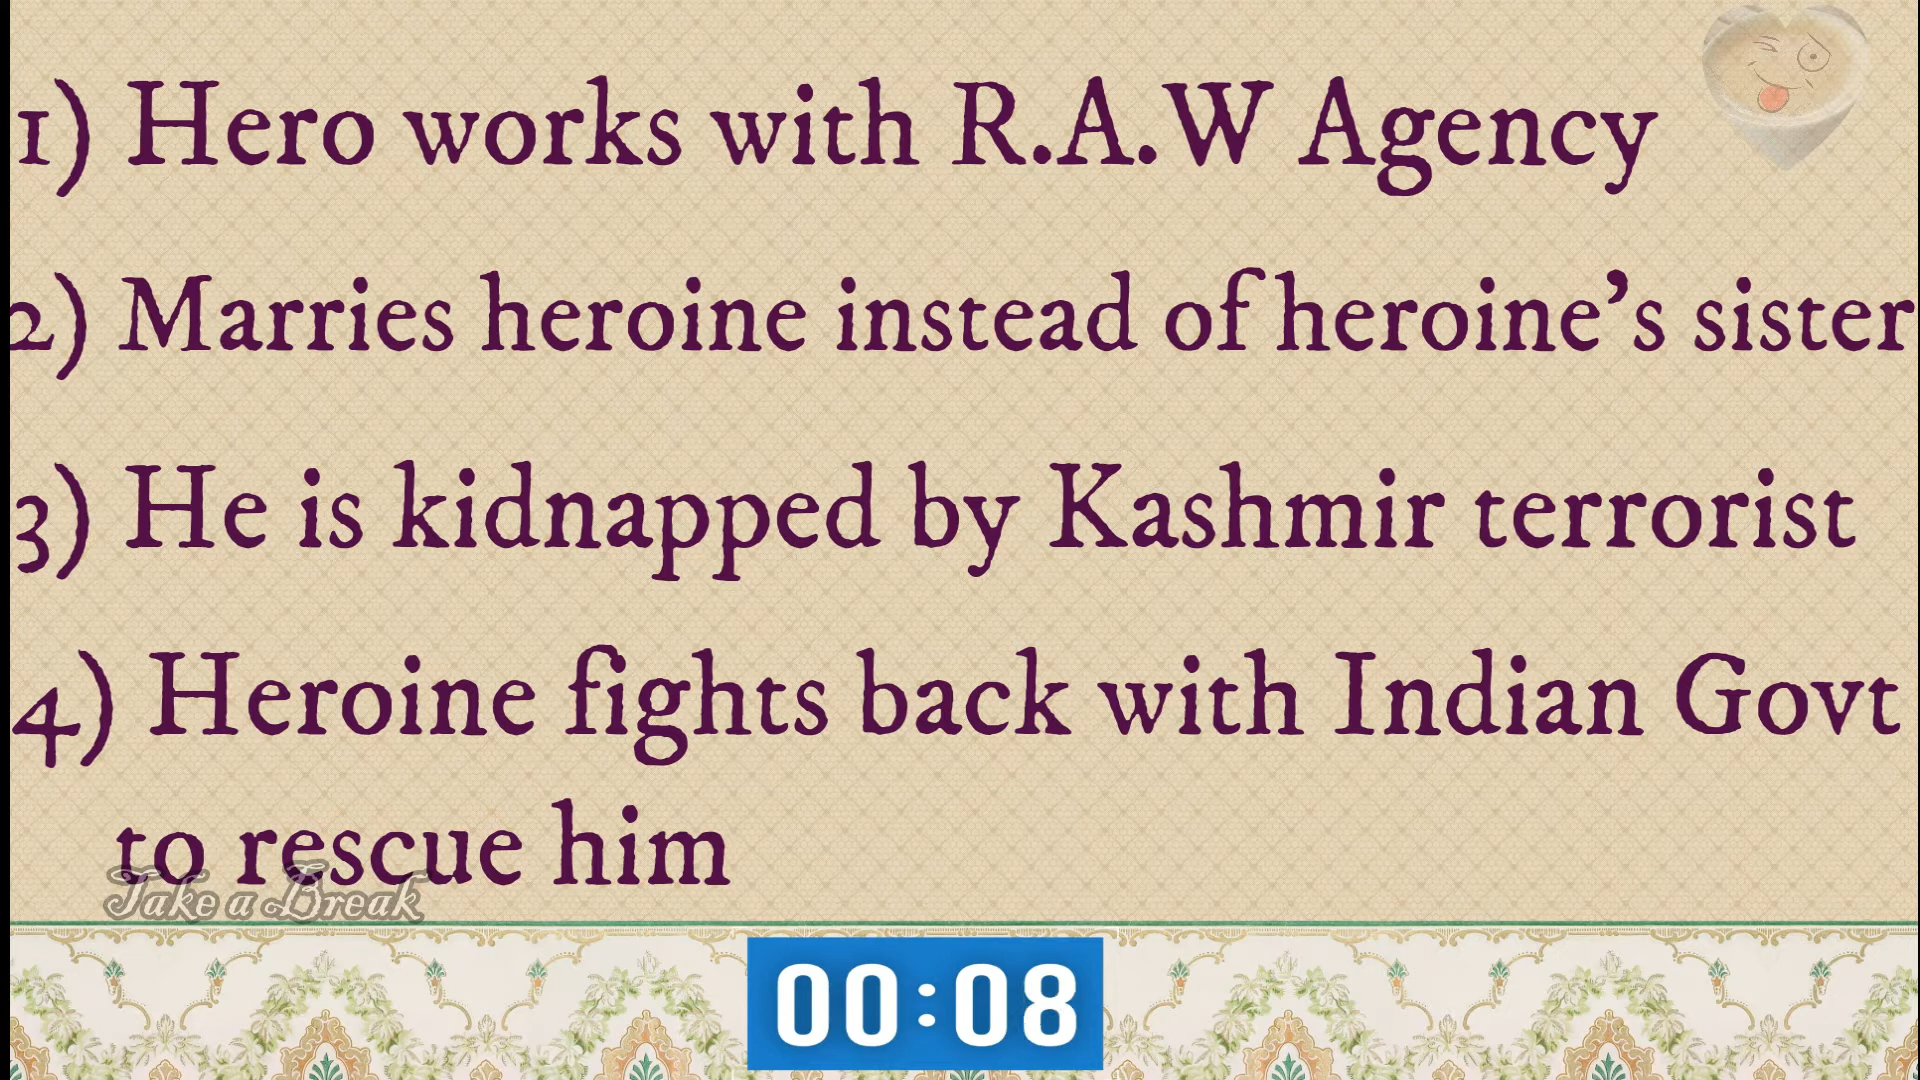 1) Hero works with R.A.W Agency
2) Marries heroine instead of heroine's sister
3) He is kidnapped by Kashmir terrorist
4) Heroine fights back with Indian Govt
to rescue him
Take a Break
00:08